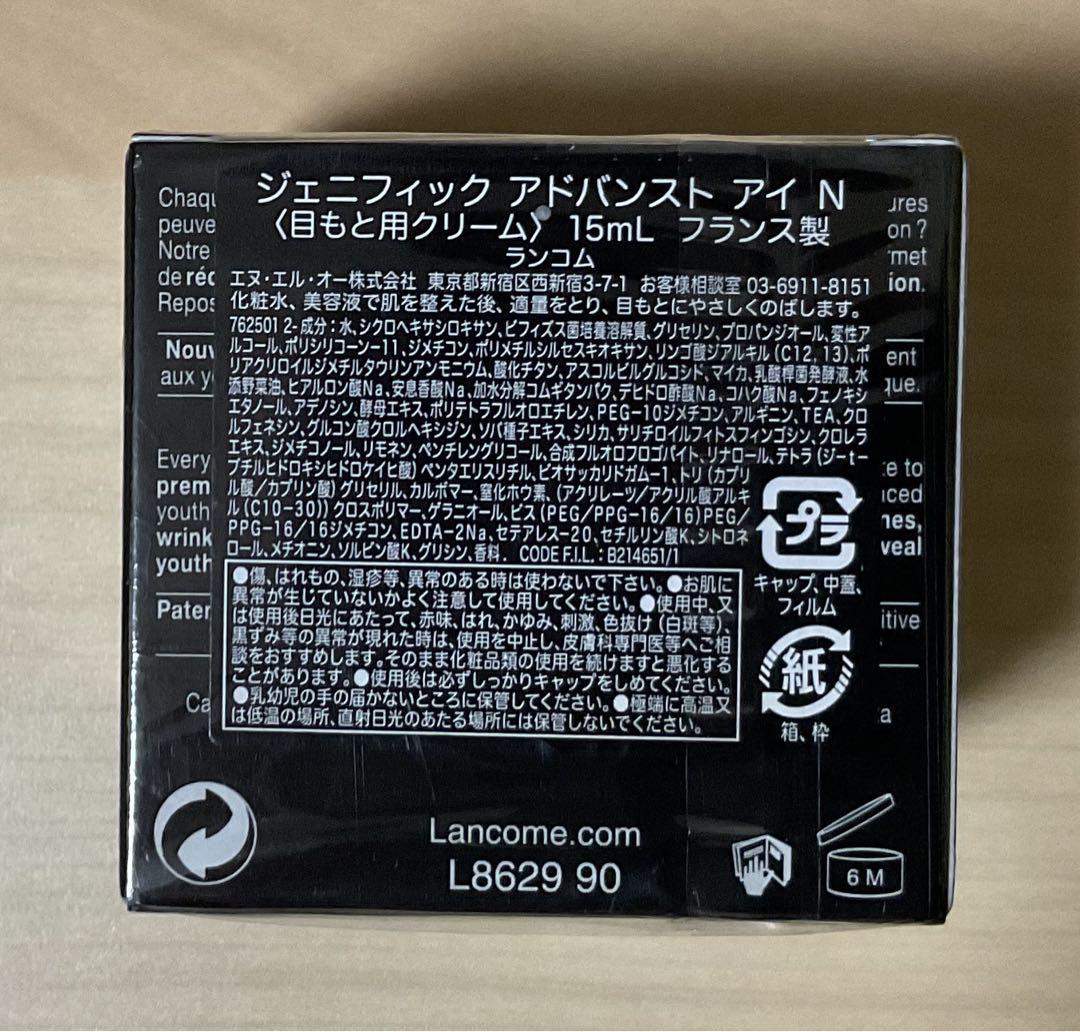 ジェニフィック アドバンスト アイ N
〈目もと用クリーム〉 15mL フランス製
ランコム
エヌ・エル・オー株式会社 東京都新宿区西新宿3-7-1 お客様相談室 03-6911-8151
化粧水、美容液で肌を整えた後、適量をとり、目もとにやさしくのばします。
762501 2- 成分：水、シクロヘキサシロキサン、ビフィズス菌培養溶解質、グリセリン、プロパンジオール、変性ア
ルコール、ポリシリコーン-11、ジメチコン、ポリメチルシルセスキオキサン、リンゴ酸ジアルキル（C12，13）、ポ
リアクリロイルジメチルタウリンアンモニウム、酸化チタン、アスコルビルグルコシド、マイカ、乳酸桿菌発酵液、水
添野菜油、ヒアルロン酸Na、安息香酸Na、加水分解コムギタンパク、デヒドロ酢酸Na、コハク酸Na、フェノキシ
エタノール、アデノシン、酵母エキス、ポリテトラフルオロエチレン、PEG-10ジメチコン、アルギニン、TEA、クロ
ルフェネシン、グルコン酸クロルヘキシジン、ソバ種子エキス、シリカ、サリチロイルフィトスフィンゴシン、クロレラ
エキス、ジメチコノール、リモネン、ペンチレングリコール、合成フルオロフロゴパイト、リナロール、テトラ（ジーt-
ブチルヒドロキシヒドロケイヒ酸）ペンタエリスリチル、ビオサッカリドガム-1、トリ（カプリ
ル酸／カプリン酸）グリセリル、カルボマー、窒化ホウ素、（アクリレーツ／アクリル酸アルキ
ル（C10-30））クロスポリマー、ゲラニオール、ビス（PEG/PPG-16/16）PEG/
PPG-16/16ジメチコン、EDTA-2Na、セテアレス-20、セチルリン酸K、シトロネ
ロール、メチオニン、ソルビン酸K、グリシン、香料． CODE F.I.L.：B214651/1
●傷、はれもの、湿疹等、異常のある時は使わないで下さい。●お肌に
異常が生じていないかよく注意して使用してください。●使用中、又
は使用後日光にあたって、赤味、はれ、かゆみ、刺激、色抜け（白斑等）、
黒ずみ等の異常が現れた時は、使用を中止し、皮膚科専門医等へご相
談をおすすめします。そのまま化粧品類の使用を続けますと悪化する
ことがあります。●使用後は必ずしっかりキャップをしめてください。
●乳幼児の手の届かないところに保管してください。●極端に高温又
は低温の場所、直射日光のあたる場所には保管しないでください。
プラ
キャップ、中蓋、
フィルム
紙
箱、枠
Chaqu
peuve
Notre
de réc
Repos
Nouv
aux y
Every
prem
youth
wrink
youth
Paten
Ca
ures
on ?
rmet
ion.
ent
que.
e to
ced
nes,
veal
itive
a
Lancome.com
L8629 90
6 M